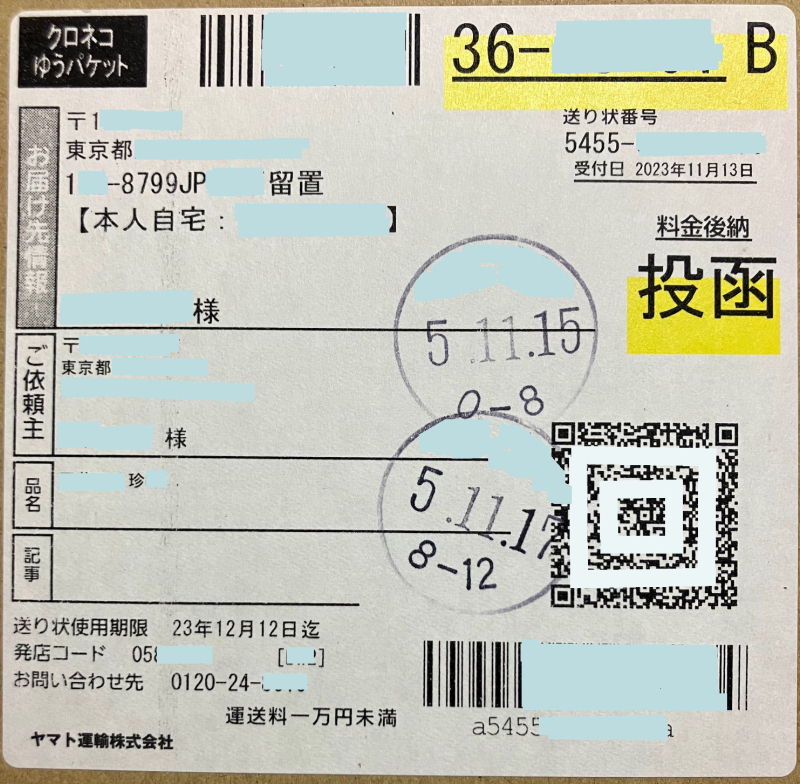 クロネコ
ゆうパケット
36- B
送り状番号
5455-
受付日 2023年11月13日
お届け先情報
〒1
東京都
1 -8799JP 留置
【本人自宅: 】
様
料金後納
投函
5.11.15
0-8
ご依頼主
〒
東京都
様
5.11.17
8-12
品名
珍
記事
送り状使用期限 23年12月12日迄
発店コード 058
[ ]
お問い合わせ先 0120-24-
運送料一万円未満
a5455 a
ヤマト運輸株式会社